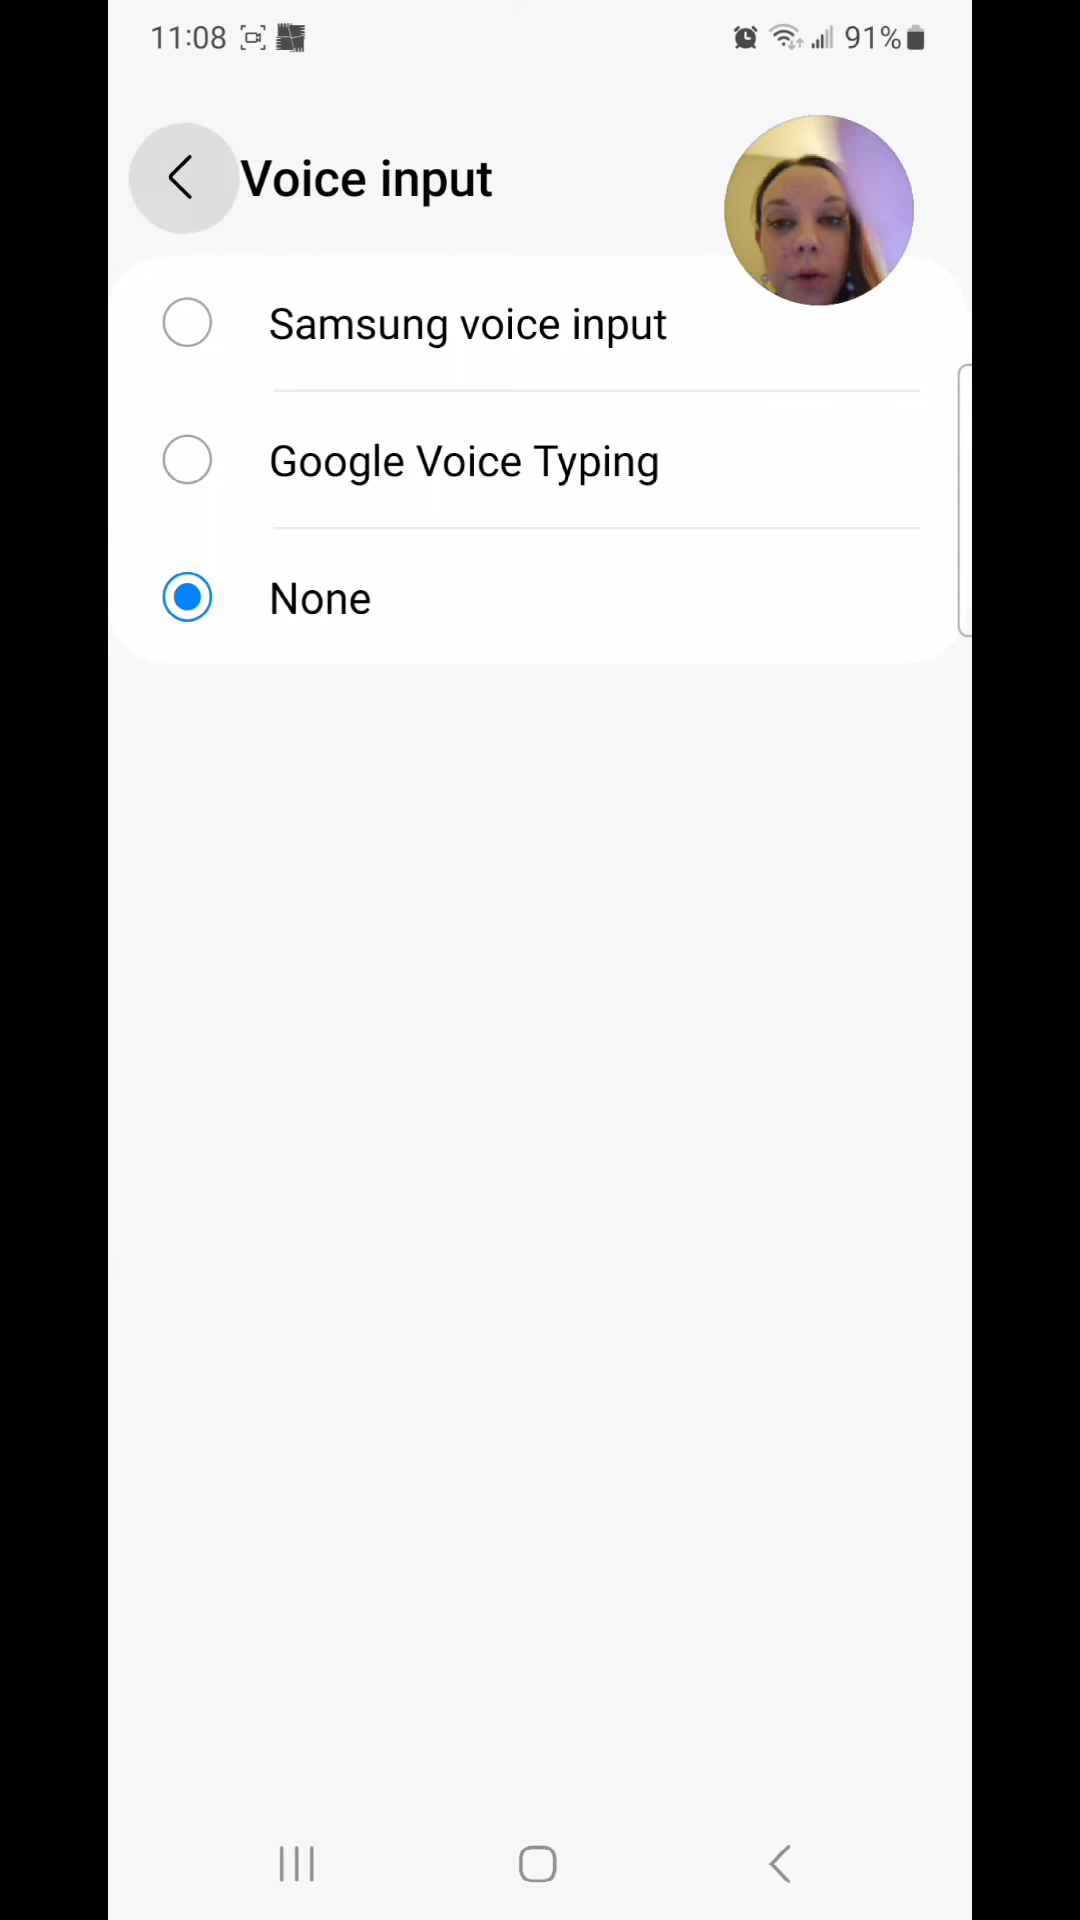 11:08 91%
Voice input
Samsung voice input
Google Voice Typing
None